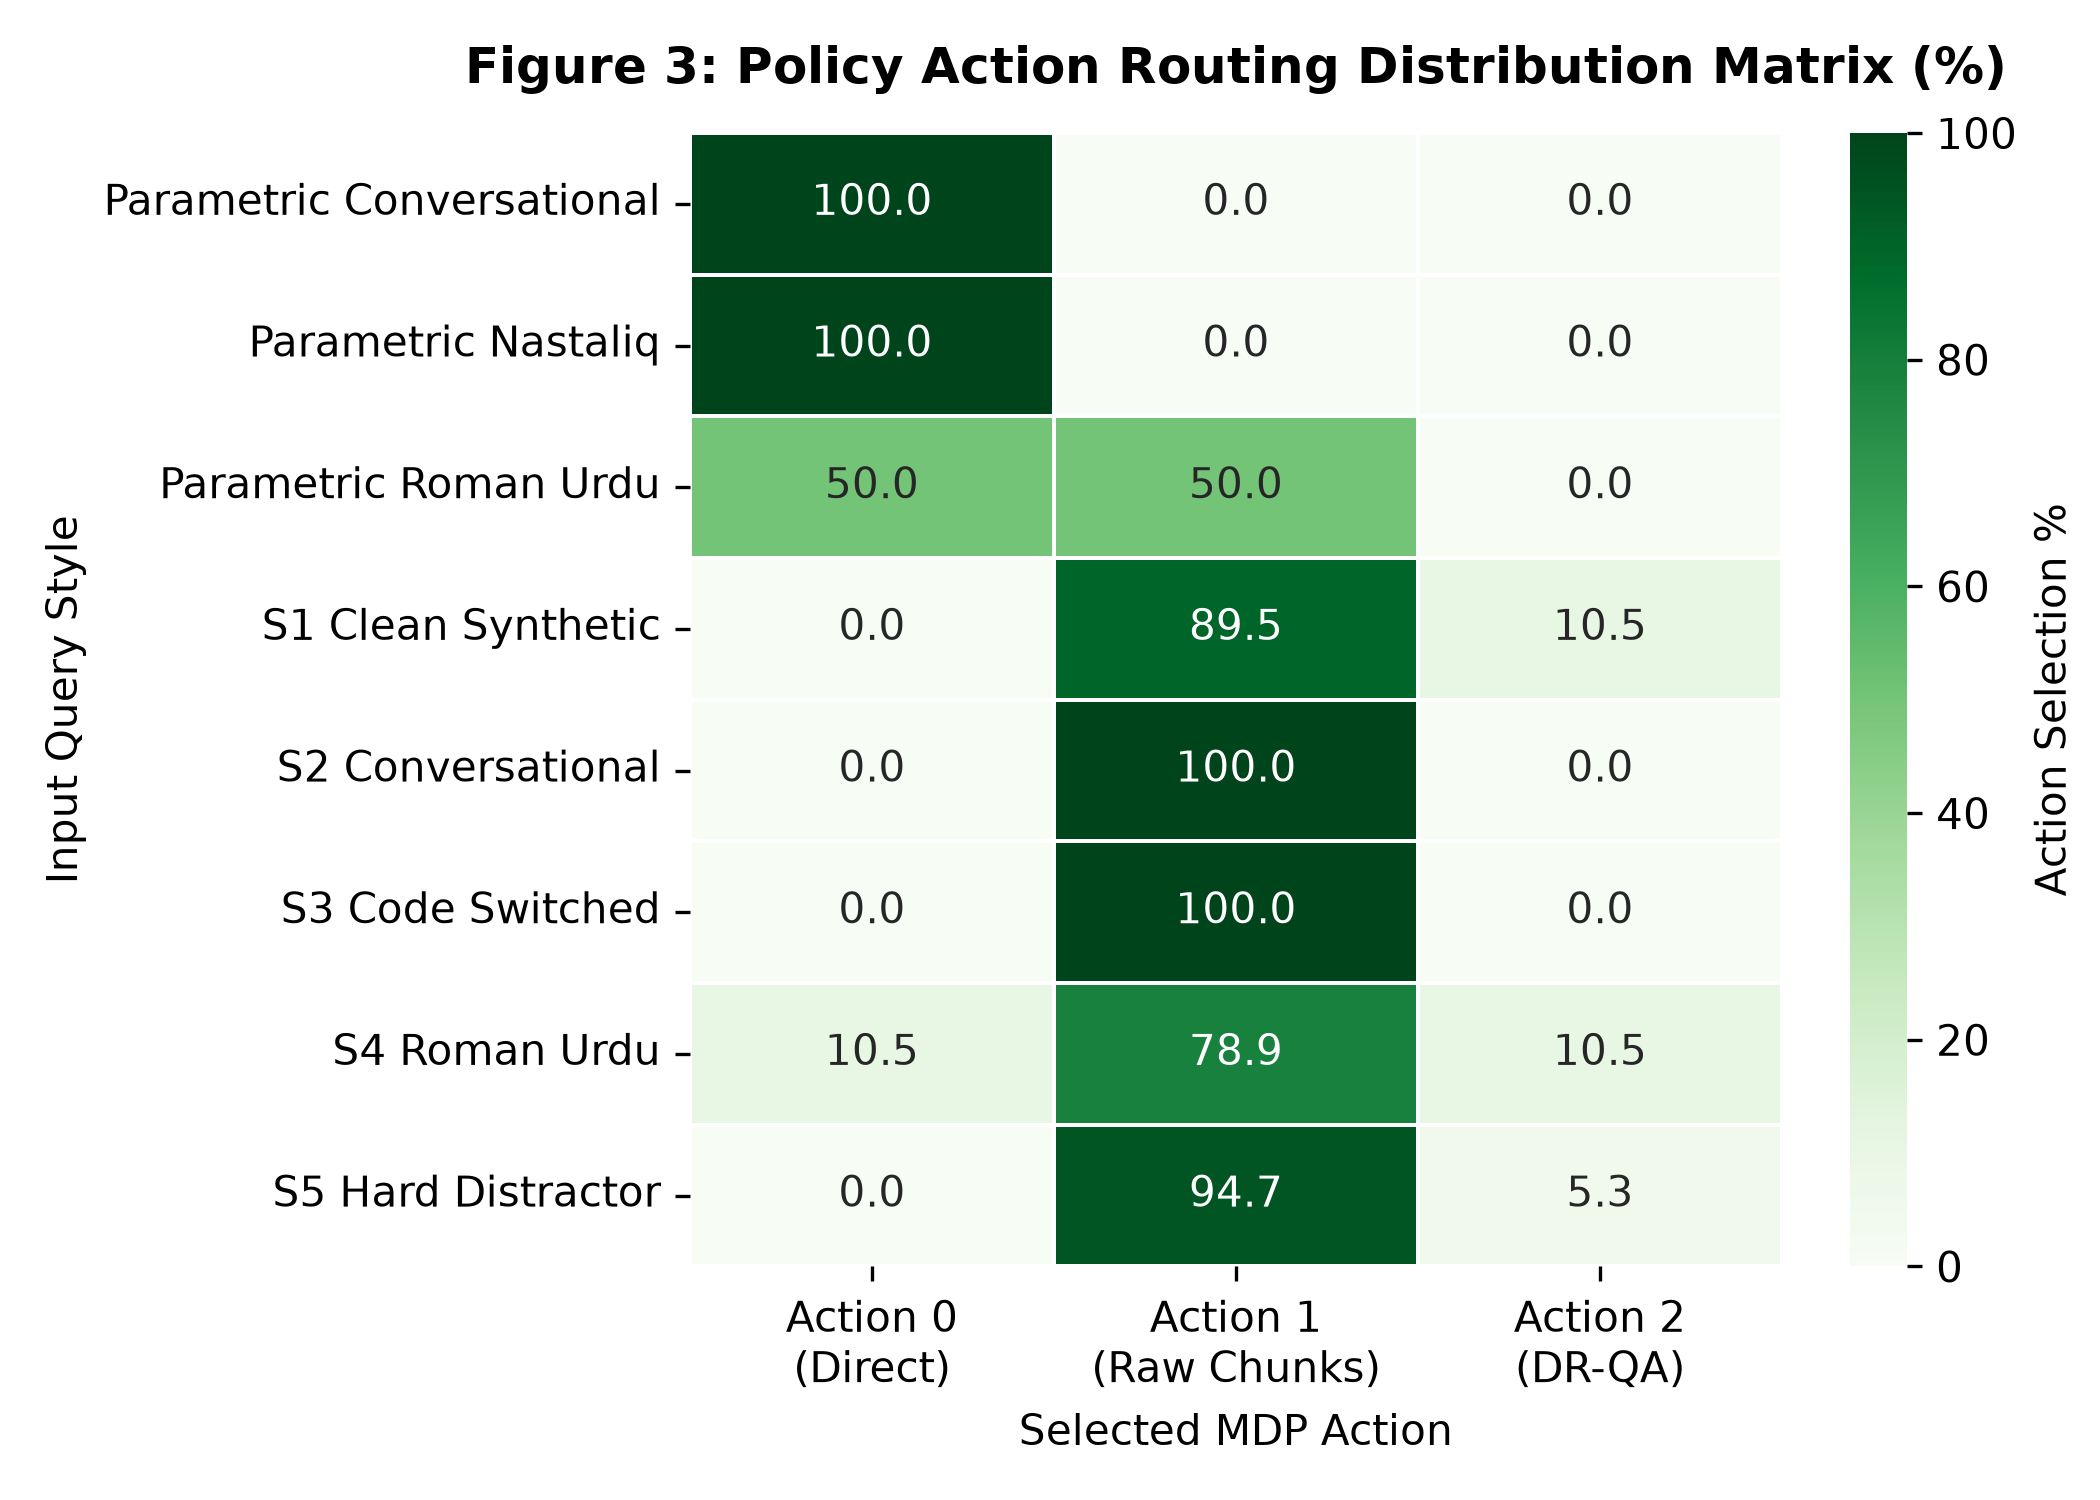 Figure 3: Policy Action Routing Distribution Matrix (%)
Parametric Conversational 100.0 0.0 0.0
Parametric Nastaliq 100.0 0.0 0.0
Parametric Roman Urdu 50.0 50.0 0.0
S1 Clean Synthetic 0.0 89.5 10.5
S2 Conversational 0.0 100.0 0.0
S3 Code Switched 0.0 100.0 0.0
S4 Roman Urdu 10.5 78.9 10.5
S5 Hard Distractor 0.0 94.7 5.3
Input Query Style
Action 0 Action 1 Action 2
(Direct) (Raw Chunks) (DR-QA)
Selected MDP Action
100
80
60
40
20
0
Action Selection %